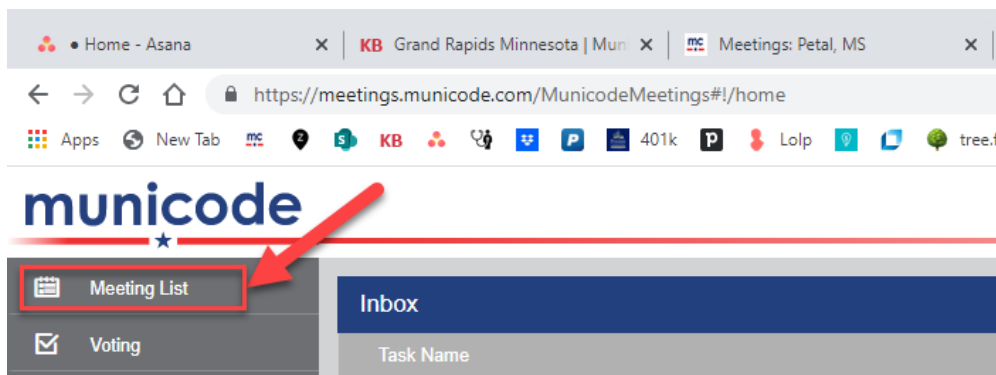 • Home - Asana
KB Grand Rapids Minnesota | Mun
mc Meetings: Petal, MS
https://meetings.municode.com/MunicodeMeetings#!/home
Apps New Tab mc Z S KB P 401k p Lolp tree.f
municode
Meeting List
Inbox
Voting
Task Name